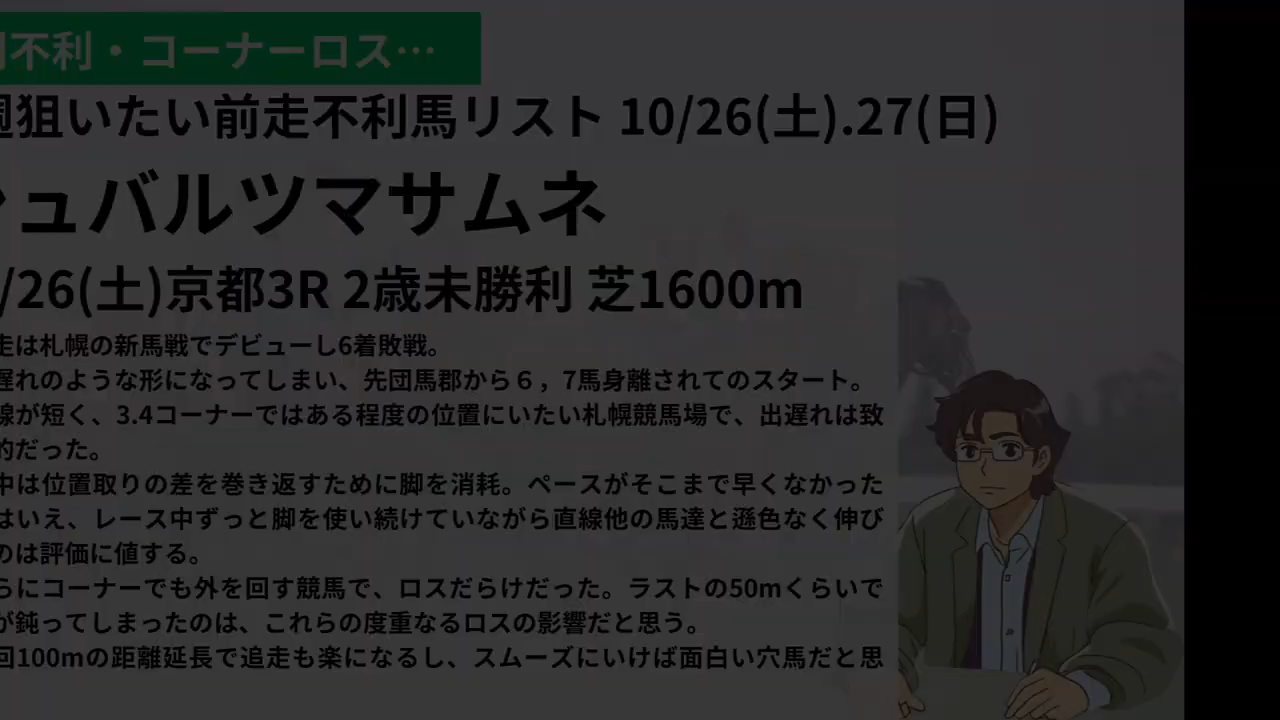 不利・コーナーロス…
狙いたい前走不利馬リスト 10/26(土).27(日)
ュバルツマサムネ
/26(土)京都3R 2歳未勝利 芝1600m
走は札幌の新馬戦でデビューし6着敗戦。
遅れのような形になってしまい、先団馬郡から６，7馬身離されてのスタート。
線が短く、3.4コーナーではある程度の位置にいたい札幌競馬場で、出遅れは致
的だった。
中は位置取りの差を巻き返すために脚を消耗。ペースがそこまで早くなかった
はいえ、レース中ずっと脚を使い続けていながら直線他の馬達と遜色なく伸び
のは評価に値する。
らにコーナーでも外を回す競馬で、ロスだらけだった。ラストの50mくらいで
が鈍ってしまったのは、これらの度重なるロスの影響だと思う。
回100mの距離延長で追走も楽になるし、スムーズにいけば面白い穴馬だと思